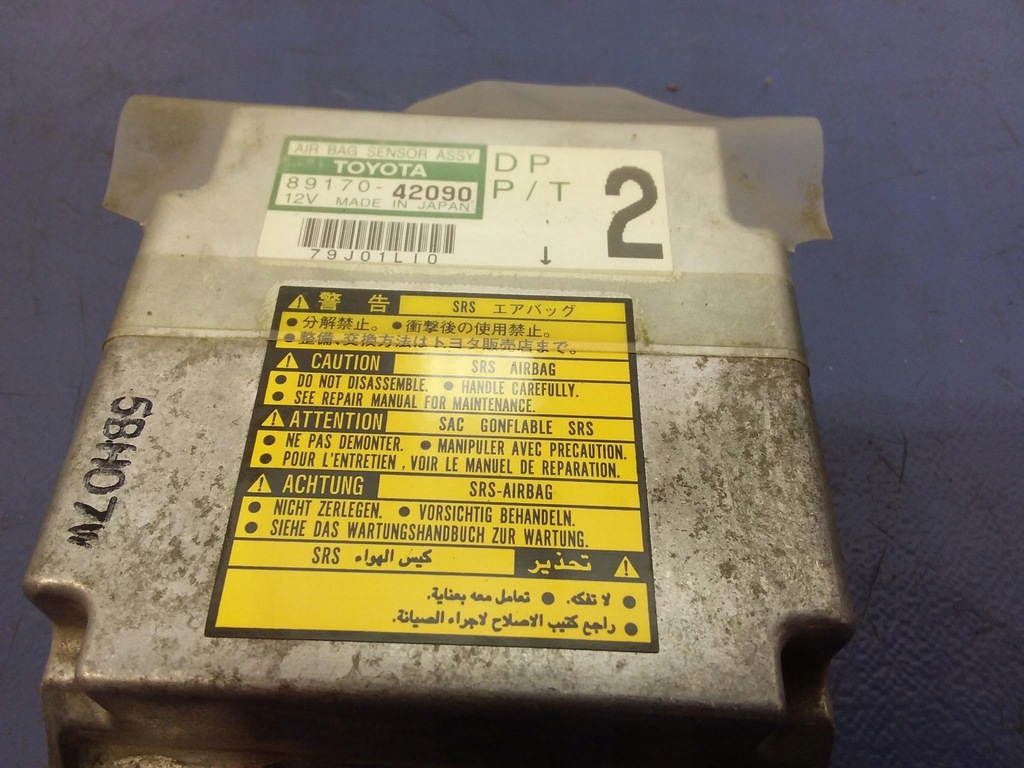 AIR BAG SENSOR ASSY
TOYOTA
89170-42090
12V MADE IN JAPAN
DP
P/T
2
79J01LI0
警告 SRS エアバッグ
●分解禁止。●衝撃後の使用禁止。
●整備、交換方法はトヨタ販売店まで。
CAUTION SRS AIRBAG
● DO NOT DISASSEMBLE. ● HANDLE CAREFULLY.
● SEE REPAIR MANUAL FOR MAINTENANCE.
ATTENTION SAC GONFLABLE SRS
● NE PAS DEMONTER. ● MANIPULER AVEC PRECAUTION.
● POUR L'ENTRETIEN, VOIR LE MANUEL DE REPARATION.
ACHTUNG SRS-AIRBAG
● NICHT ZERLEGEN. ● VORSICHTIG BEHANDELN.
● SIEHE DAS WARTUNGSHANDBUCH ZUR WARTUNG.
تحذير كيس الهواء SRS
● لا تفكه. ● تعامل معه بعناية.
● راجع كتيب الاصلاح لاجراء الصيانة.
5BH07W